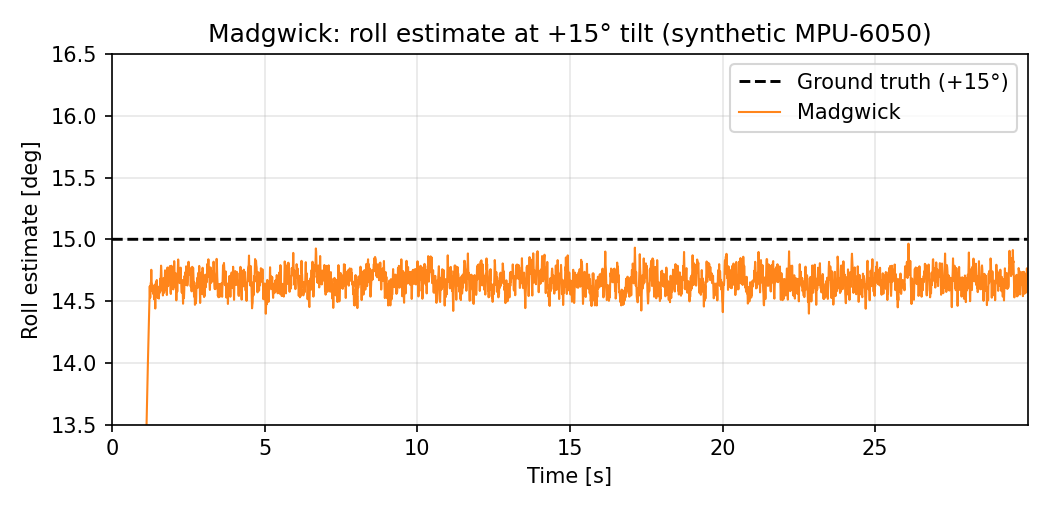 Madgwick: roll estimate at +15° tilt (synthetic MPU-6050)
16.5
16.0
15.5
15.0
14.5
14.0
13.5
Roll estimate [deg]
Ground truth (+15°)
Madgwick
0 5 10 15 20 25
Time [s]